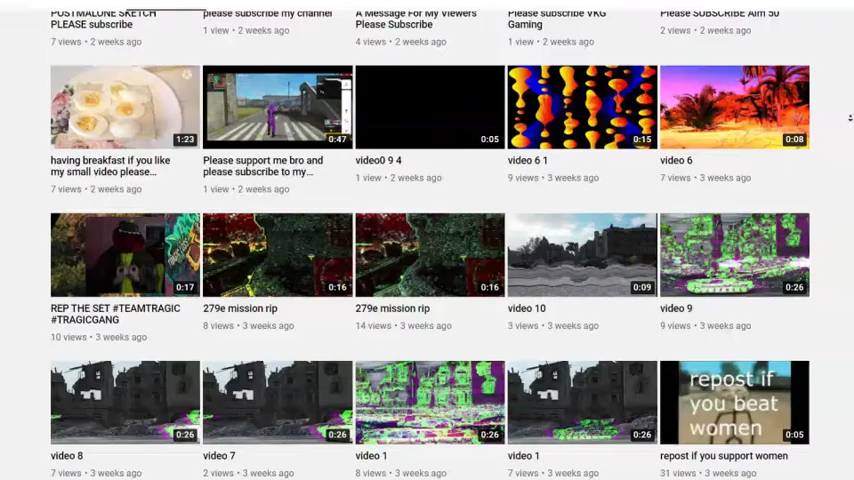 POSTMALONE SKETCH please subscribe my channel A Message For My Viewers Please subscribe VKG Please SUBSCRIBE Aim 50
PLEASE subscribe Please Subscribe Gaming
7 views • 2 weeks ago 1 view • 2 weeks ago 4 views • 2 weeks ago 1 view • 2 weeks ago 2 views • 2 weeks ago
1:23 0:47 0:05 0:15 0:08
having breakfast if you like Please support me bro and video0 9 4 video 6 1 video 6
my small video please... please subscribe to my...
7 views • 2 weeks ago 1 view • 2 weeks ago 1 view • 2 weeks ago 9 views • 3 weeks ago 7 views • 3 weeks ago
0:17 0:16 0:16 0:09 0:26
REP THE SET #TEAMTRAGIC 279e mission rip 279e mission rip video 10 video 9
#TRAGICGANG
10 views • 3 weeks ago 8 views • 3 weeks ago 14 views • 3 weeks ago 3 views • 3 weeks ago 9 views • 3 weeks ago
repost if
you beat
women
0:26 0:26 0:26 0:26 0:05
video 8 video 7 video 1 video 1 repost if you support women
7 views • 3 weeks ago 2 views • 3 weeks ago 8 views • 3 weeks ago 7 views • 3 weeks ago 31 views • 3 weeks ago